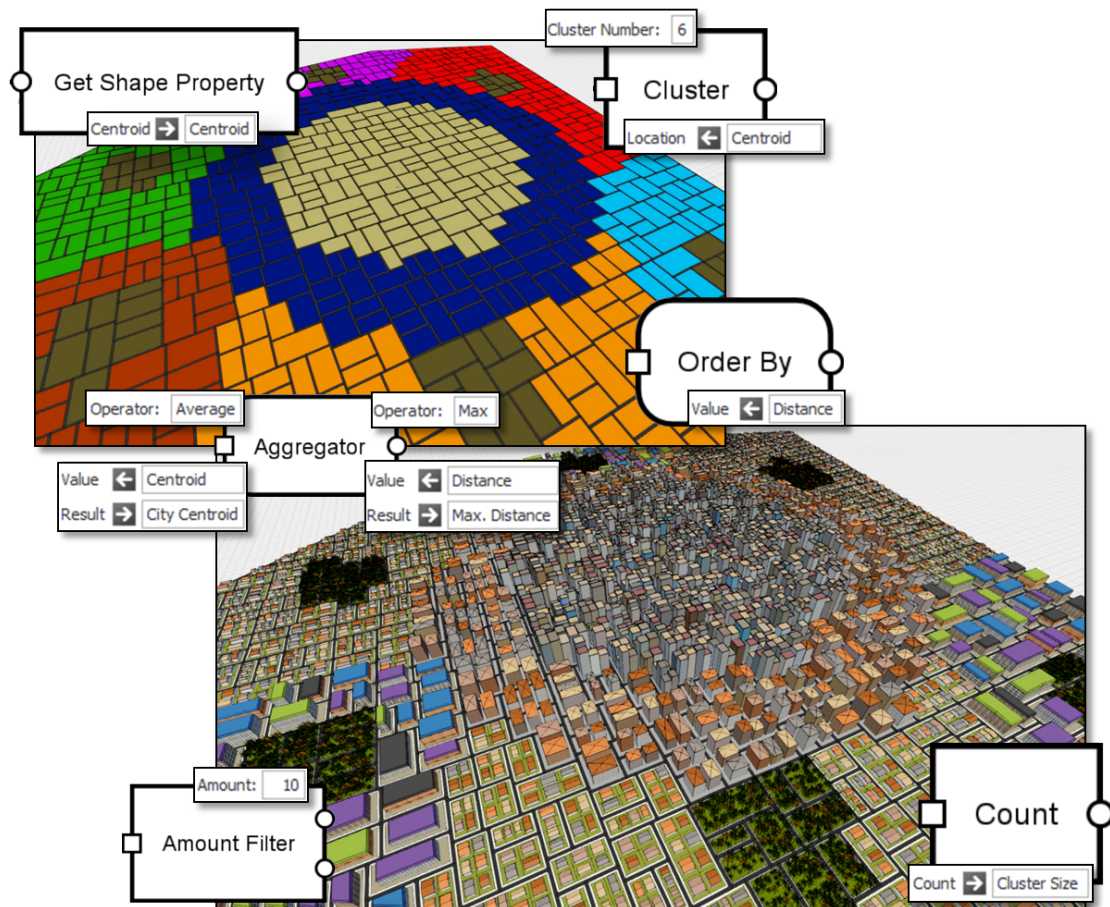 Get Shape Property
Centroid → Centroid
Cluster Number: 6
Cluster
Location ← Centroid
Order By
Value ← Distance
Operator: Average
Operator: Max
Aggregator
Value ← Centroid
Result → City Centroid
Value ← Distance
Result → Max. Distance
Amount: 10
Amount Filter
Count
Count → Cluster Size